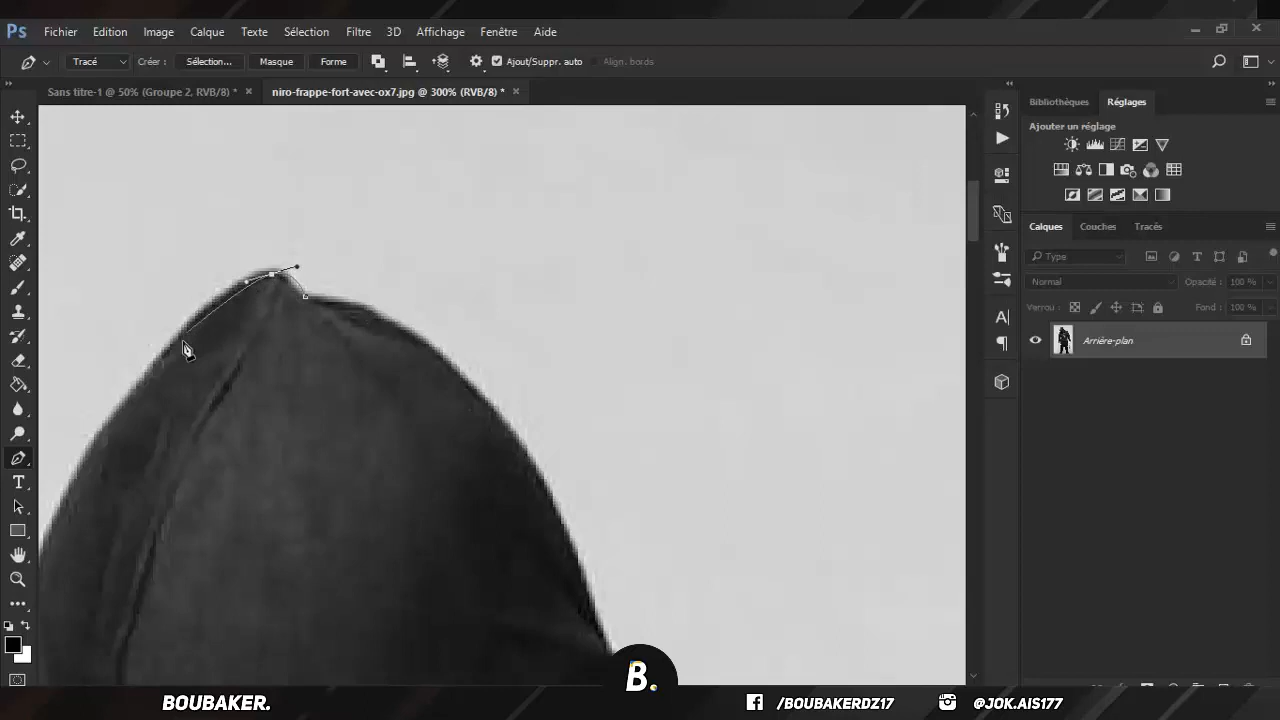 Ps Fichier Edition Image Calque Texte Sélection Filtre 3D Affichage Fenêtre Aide
Tracé Créer : Sélection... Masque Forme Ajout/Suppr. auto Align. bords
Sans titre-1 @ 50% (Groupe 2, RVB/8) * × niro-frappe-fort-avec-ox7.jpg @ 300% (RVB/8) * ×
Bibliothèques Réglages
Ajouter un réglage
Calques Couches Tracés
Type
Normal Opacité : 100 %
Verrou : Fond : 100 %
Arrière-plan
B.
BOUBAKER. /BOUBAKERDZ17 @JOK.AIS177